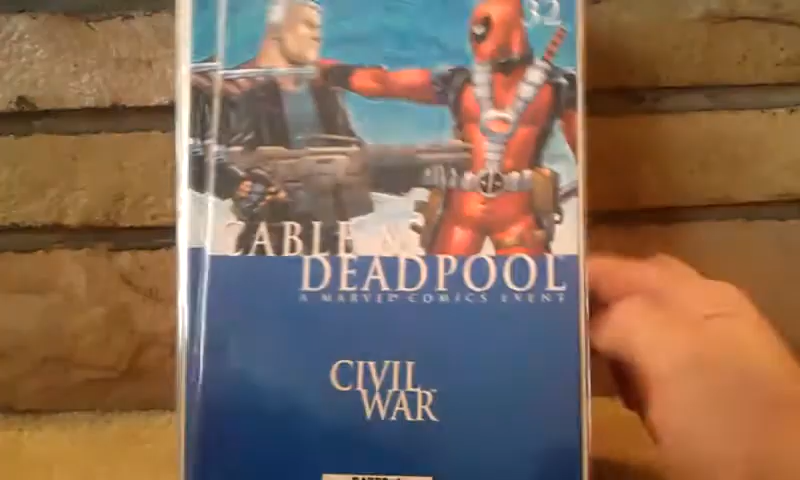 32
CABLE &
DEADPOOL
A MARVEL COMICS EVENT
CIVIL
WAR